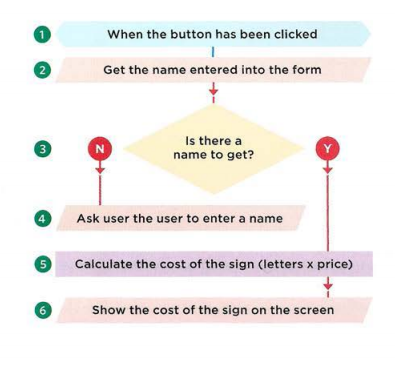 1 When the button has been clicked
2 Get the name entered into the form
3 Is there a
name to get?
N
Y
4 Ask user the user to enter a name
5 Calculate the cost of the sign (letters x price)
6 Show the cost of the sign on the screen